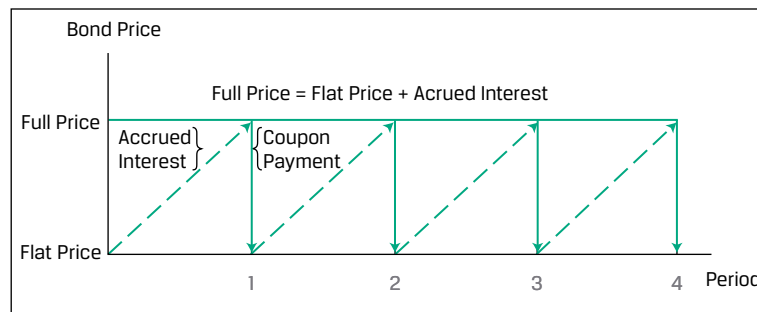 Bond Price
Full Price = Flat Price + Accrued Interest
Full Price
Accrued
Interest
Coupon
Payment
Flat Price
1
2
3
4
Period